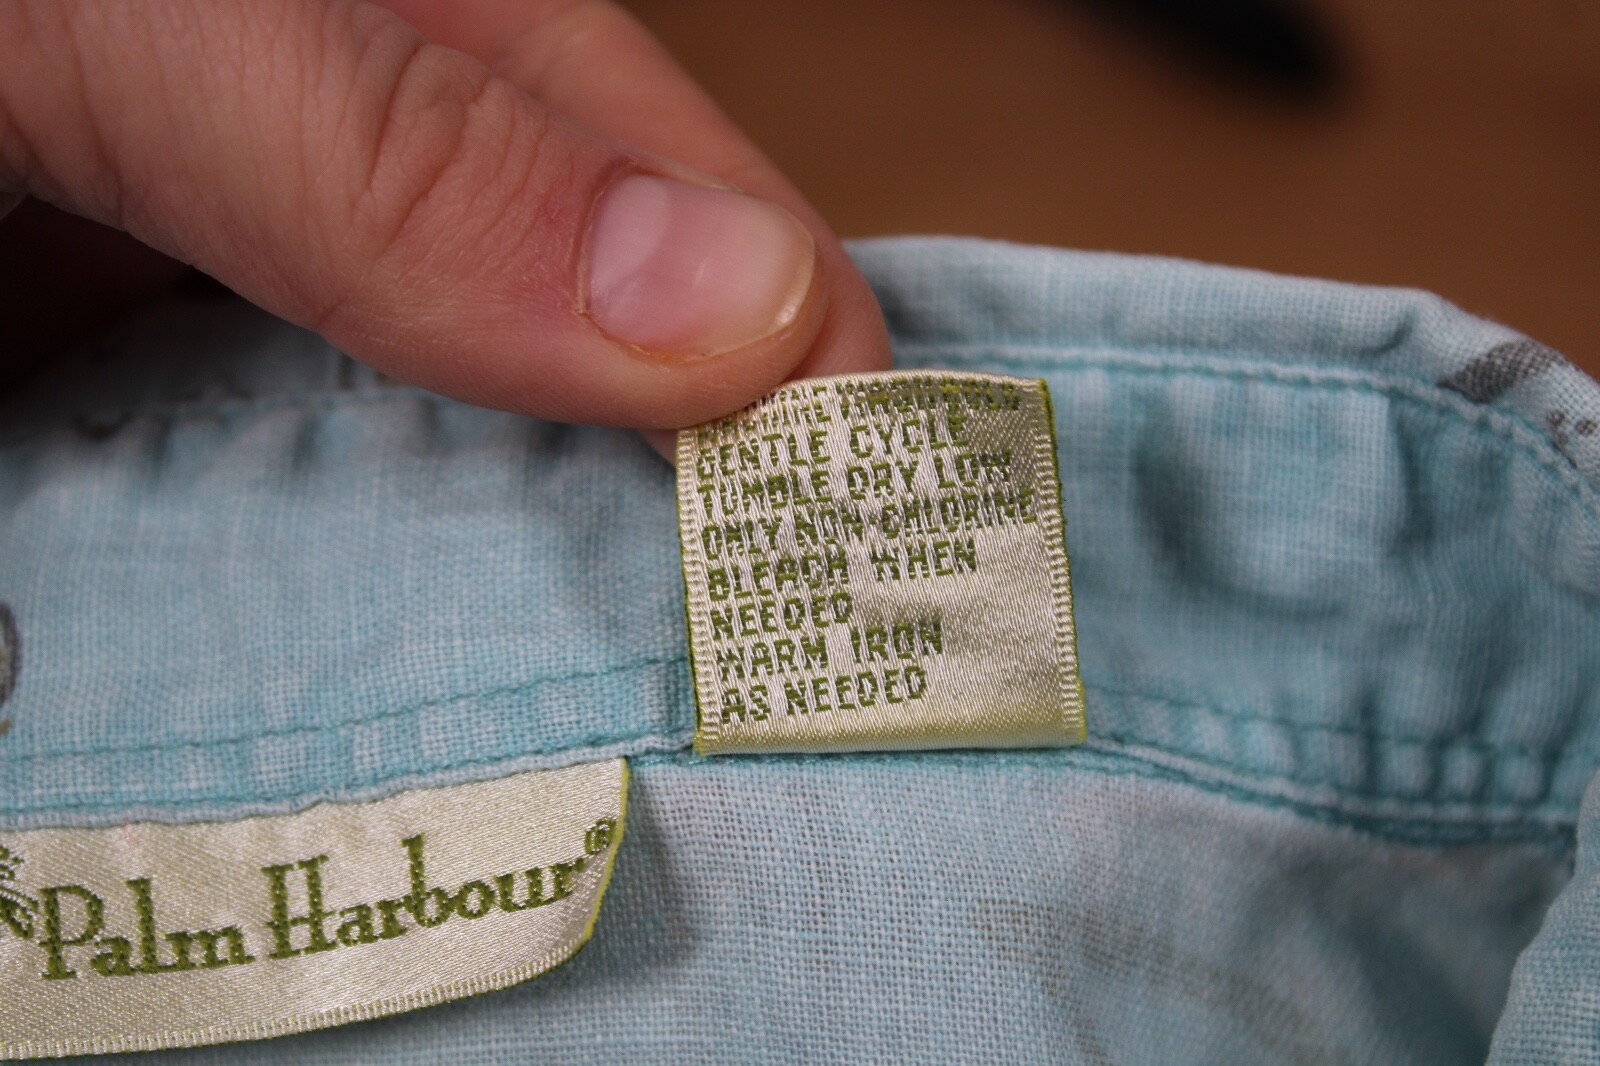 GENTLE CYCLE
TUMBLE DRY LOW
ONLY NON-CHLORINE
BLEACH WHEN
NEEDED
WARM IRON
AS NEEDED
Palm Harbour®